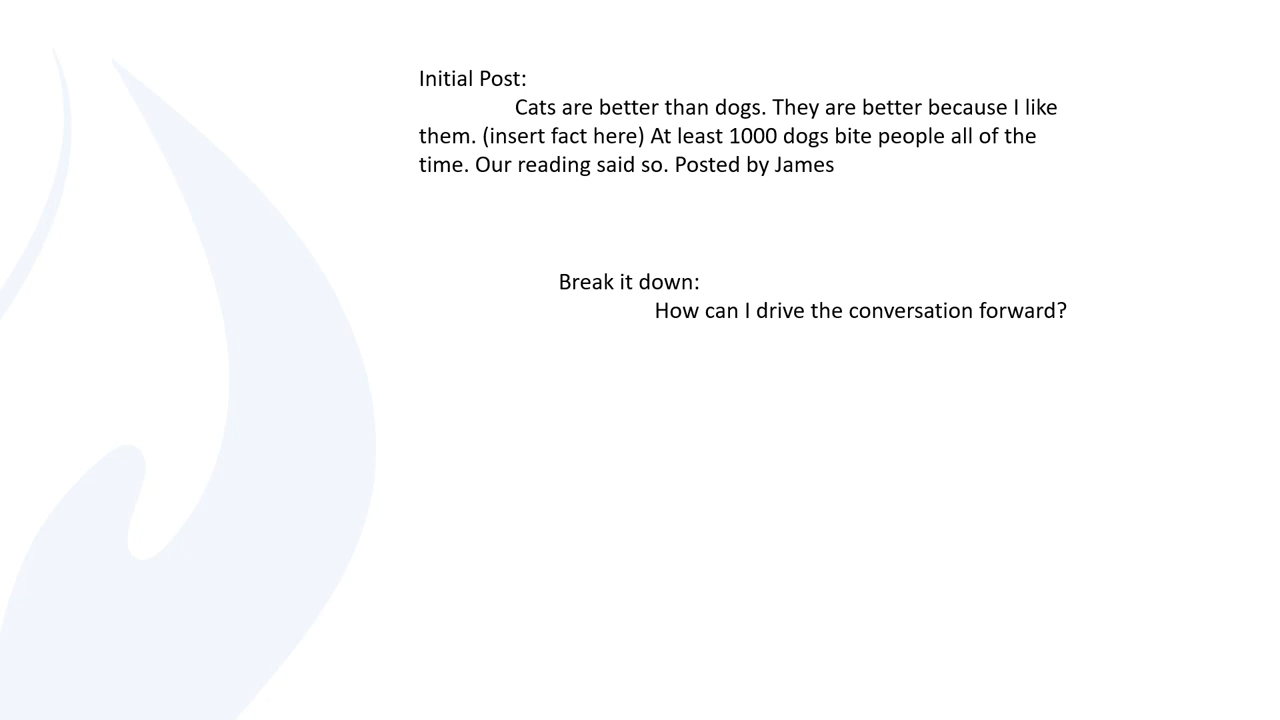 Initial Post:
Cats are better than dogs. They are better because I like
them. (insert fact here) At least 1000 dogs bite people all of the
time. Our reading said so. Posted by James
Break it down:
How can I drive the conversation forward?